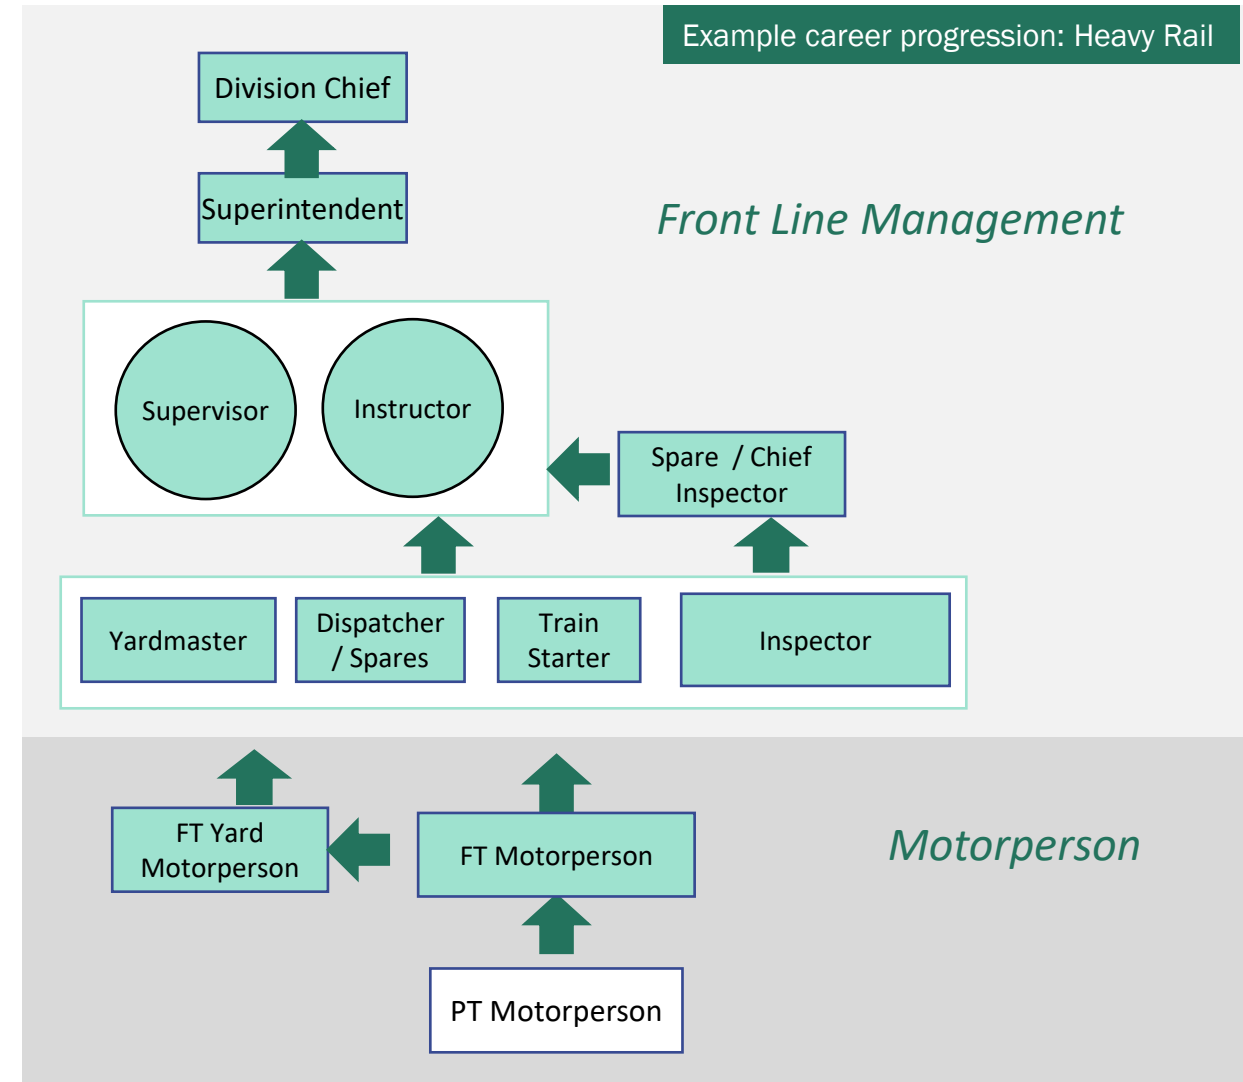 Example career progression: Heavy Rail
Division Chief
Superintendent
Front Line Management
Supervisor
Instructor
Spare / Chief
Inspector
Yardmaster
Dispatcher
/ Spares
Train
Starter
Inspector
FT Yard
Motorperson
FT Motorperson
Motorperson
PT Motorperson